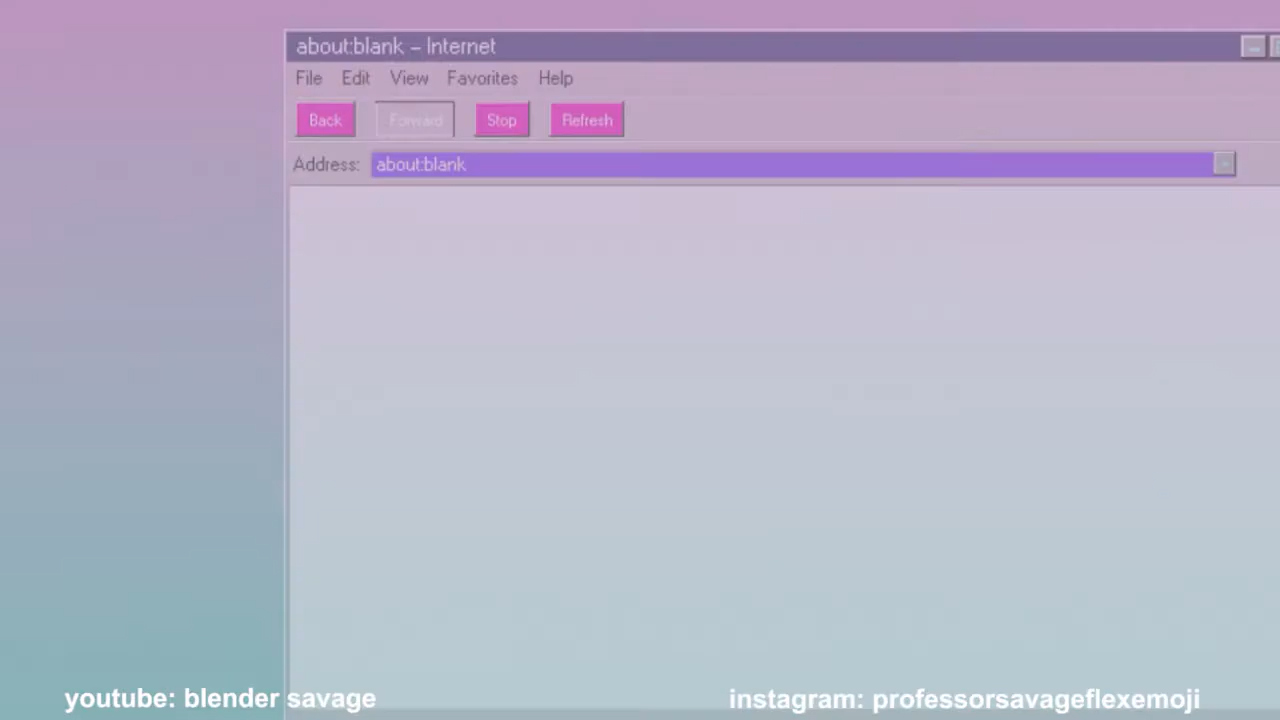 about:blank – Internet
File Edit View Favorites Help
Back Forward Stop Refresh
Address: about:blank
youtube: blender savage instagram: professorsavageflexemoji